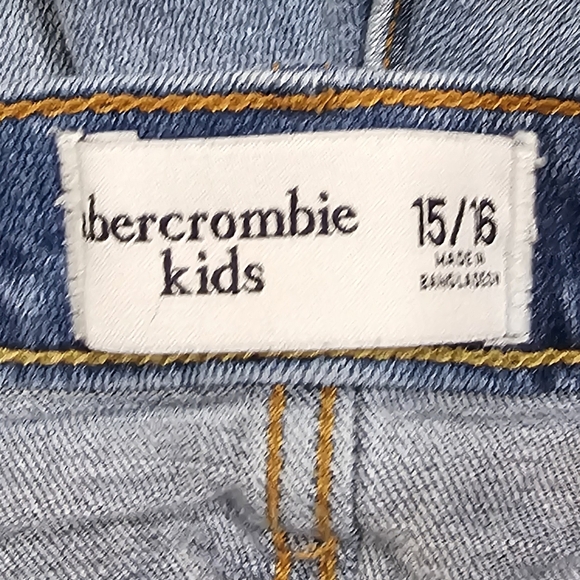 abercrombie
kids
15/16
MADE IN
BANGLADESH